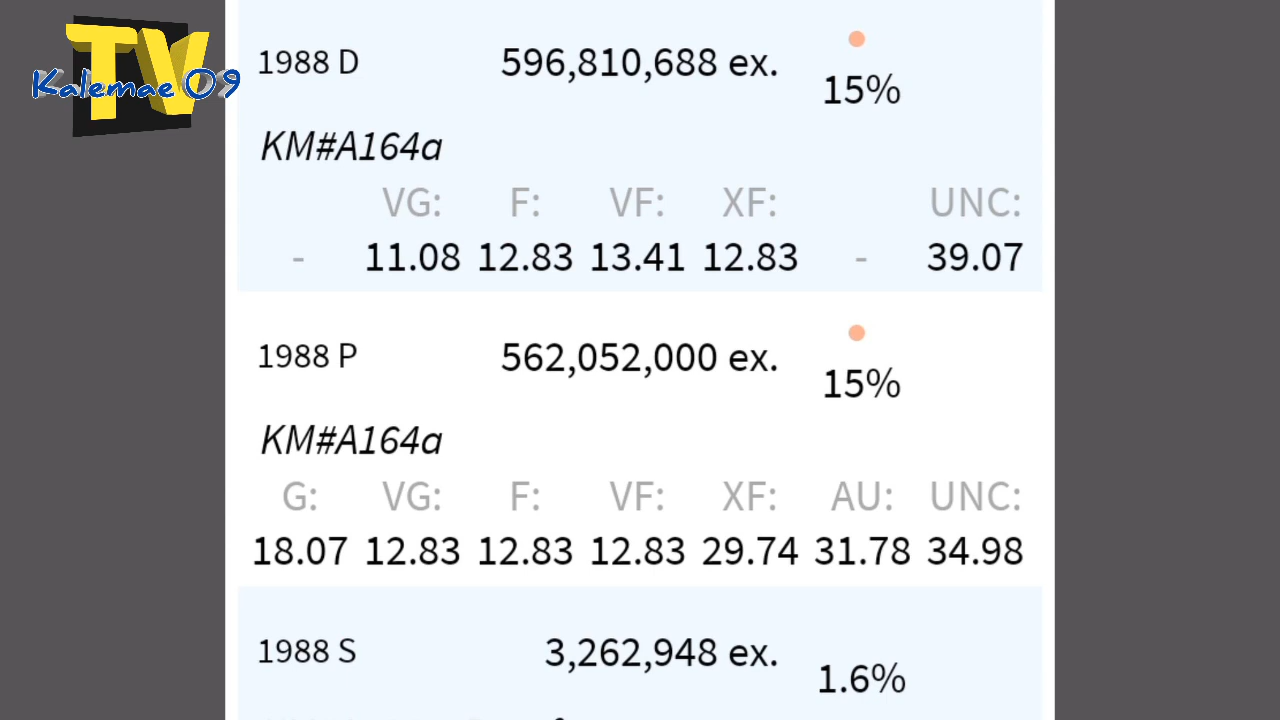 TV
Kalemae 09
1988 D 596,810,688 ex. 15%
KM#A164a
VG: F: VF: XF: UNC:
- 11.08 12.83 13.41 12.83 - 39.07
1988 P 562,052,000 ex. 15%
KM#A164a
G: VG: F: VF: XF: AU: UNC:
18.07 12.83 12.83 12.83 29.74 31.78 34.98
1988 S 3,262,948 ex. 1.6%